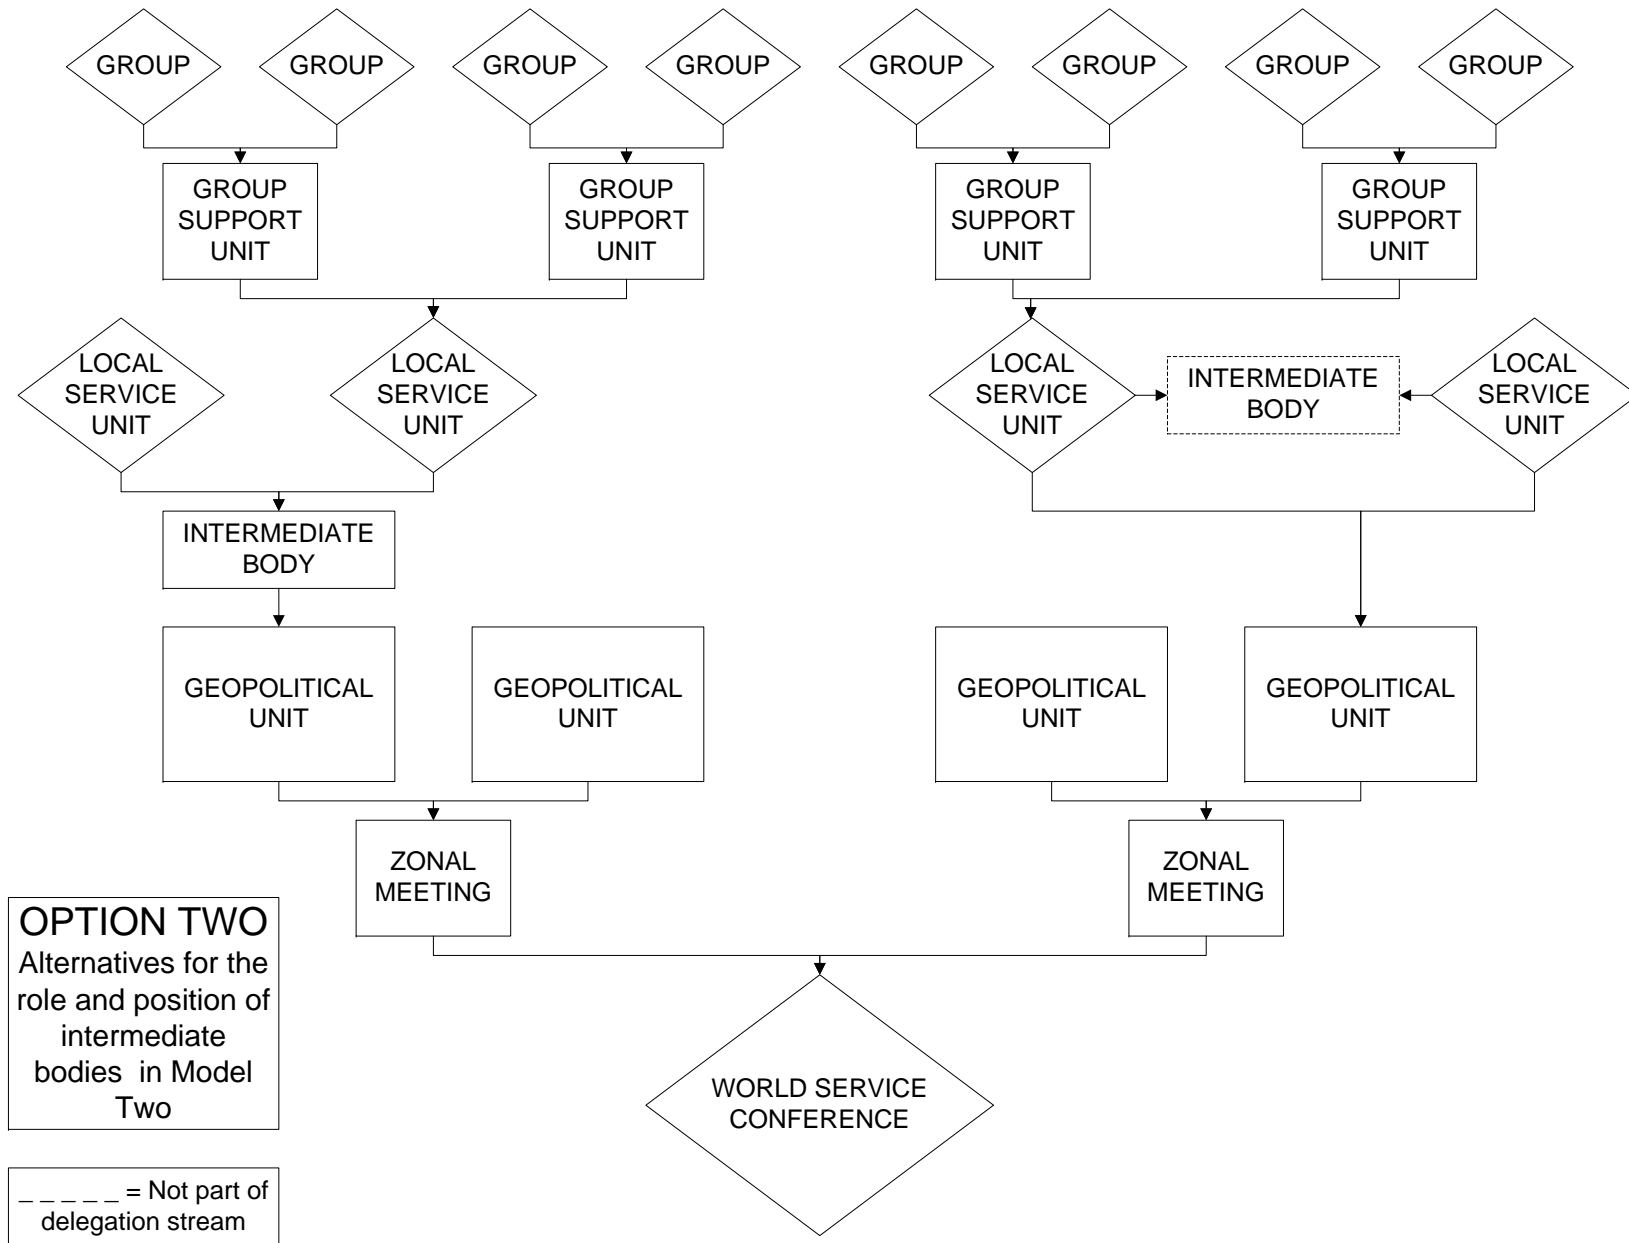 GROUP
GROUP
GROUP
GROUP
GROUP
GROUP
GROUP
GROUP
GROUP
SUPPORT
UNIT
GROUP
SUPPORT
UNIT
GROUP
SUPPORT
UNIT
GROUP
SUPPORT
UNIT
LOCAL
SERVICE
UNIT
LOCAL
SERVICE
UNIT
LOCAL
SERVICE
UNIT
INTERMEDIATE
BODY
LOCAL
SERVICE
UNIT
INTERMEDIATE
BODY
GEOPOLITICAL
UNIT
GEOPOLITICAL
UNIT
GEOPOLITICAL
UNIT
GEOPOLITICAL
UNIT
ZONAL
MEETING
ZONAL
MEETING
OPTION TWO
Alternatives for the
role and position of
intermediate
bodies in Model
Two
WORLD SERVICE
CONFERENCE
_ _ _ _ _ = Not part of
delegation stream